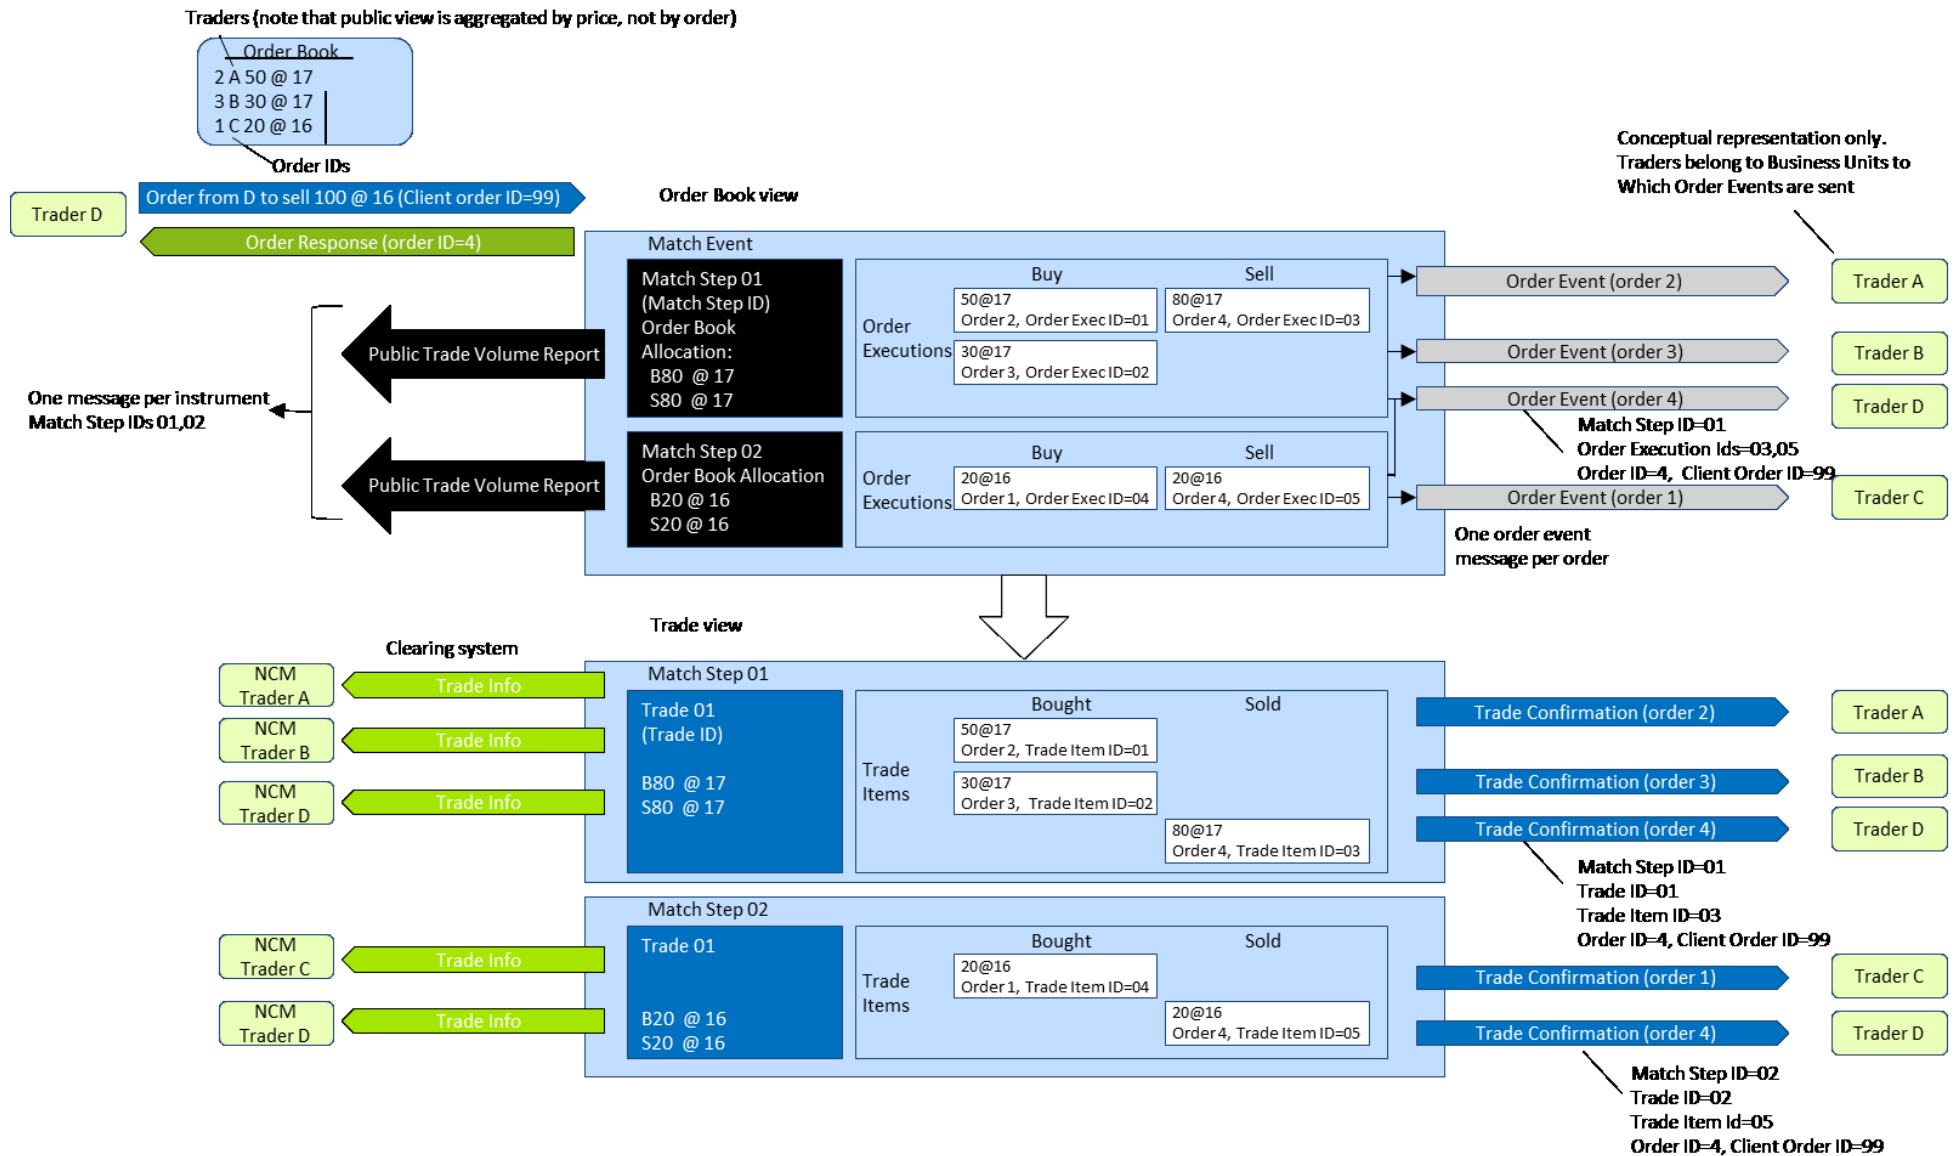 Traders (note that public view is aggregated by price, not by order)
Order Book
2 A 50 @ 17
3 B 30 @ 17
1 C 20 @ 16
Order IDs
Conceptual representation only.
Traders belong to Business Units to
Which Order Events are sent
Trader D
Order from D to sell 100 @ 16 (Client order ID=99)
Order Response (order ID=4)
Order Book view
Match Event
Match Step 01
(Match Step ID)
Order Book
Allocation:
B80 @ 17
S80 @ 17
Order
Executions
Buy
Sell
50@17
Order 2, Order Exec ID=01
80@17
Order 4, Order Exec ID=03
30@17
Order 3, Order Exec ID=02
Public Trade Volume Report
One message per instrument
Match Step IDs 01,02
Public Trade Volume Report
Match Step 02
Order Book Allocation
B20 @ 16
S20 @ 16
Order
Executions
Buy
Sell
20@16
Order 1, Order Exec ID=04
20@16
Order 4, Order Exec ID=05
Order Event (order 2)
Trader A
Order Event (order 3)
Trader B
Order Event (order 4)
Trader D
Match Step ID=01
Order Execution Ids=03,05
Order ID=4, Client Order ID=99
Order Event (order 1)
Trader C
One order event
message per order
Trade view
Clearing system
NCM
Trader A
Trade Info
NCM
Trader B
Trade Info
NCM
Trader D
Trade Info
Match Step 01
Trade 01
(Trade ID)
B80 @ 17
S80 @ 17
Trade
Items
Bought
Sold
50@17
Order 2, Trade Item ID=01
30@17
Order 3, Trade Item ID=02
80@17
Order 4, Trade Item ID=03
Trade Confirmation (order 2)
Trader A
Trade Confirmation (order 3)
Trader B
Trade Confirmation (order 4)
Trader D
Match Step ID=01
Trade ID=01
Trade Item ID=03
Order ID=4, Client Order ID=99
NCM
Trader C
Trade Info
NCM
Trader D
Trade Info
Match Step 02
Trade 01
B20 @ 16
S20 @ 16
Trade
Items
Bought
Sold
20@16
Order 1, Trade Item ID=04
20@16
Order 4, Trade Item ID=05
Trade Confirmation (order 1)
Trader C
Trade Confirmation (order 4)
Trader D
Match Step ID=02
Trade ID=02
Trade Item Id=05
Order ID=4, Client Order ID=99